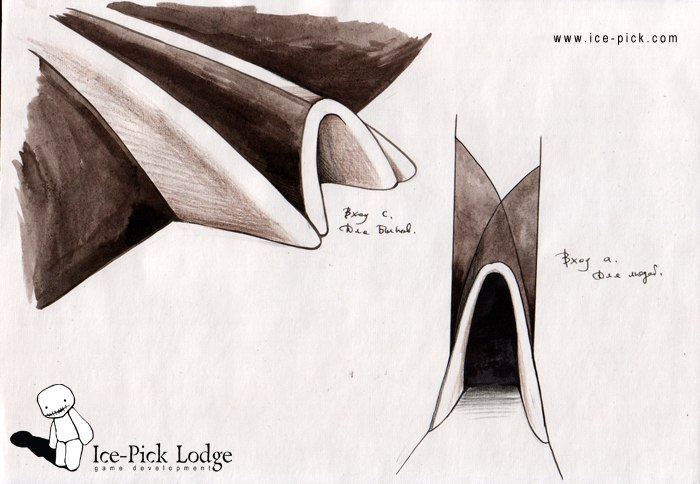 www.ice-pick.com
Вход с.
Для быков.
Вход а.
Для людей.
Ice-Pick Lodge
game development